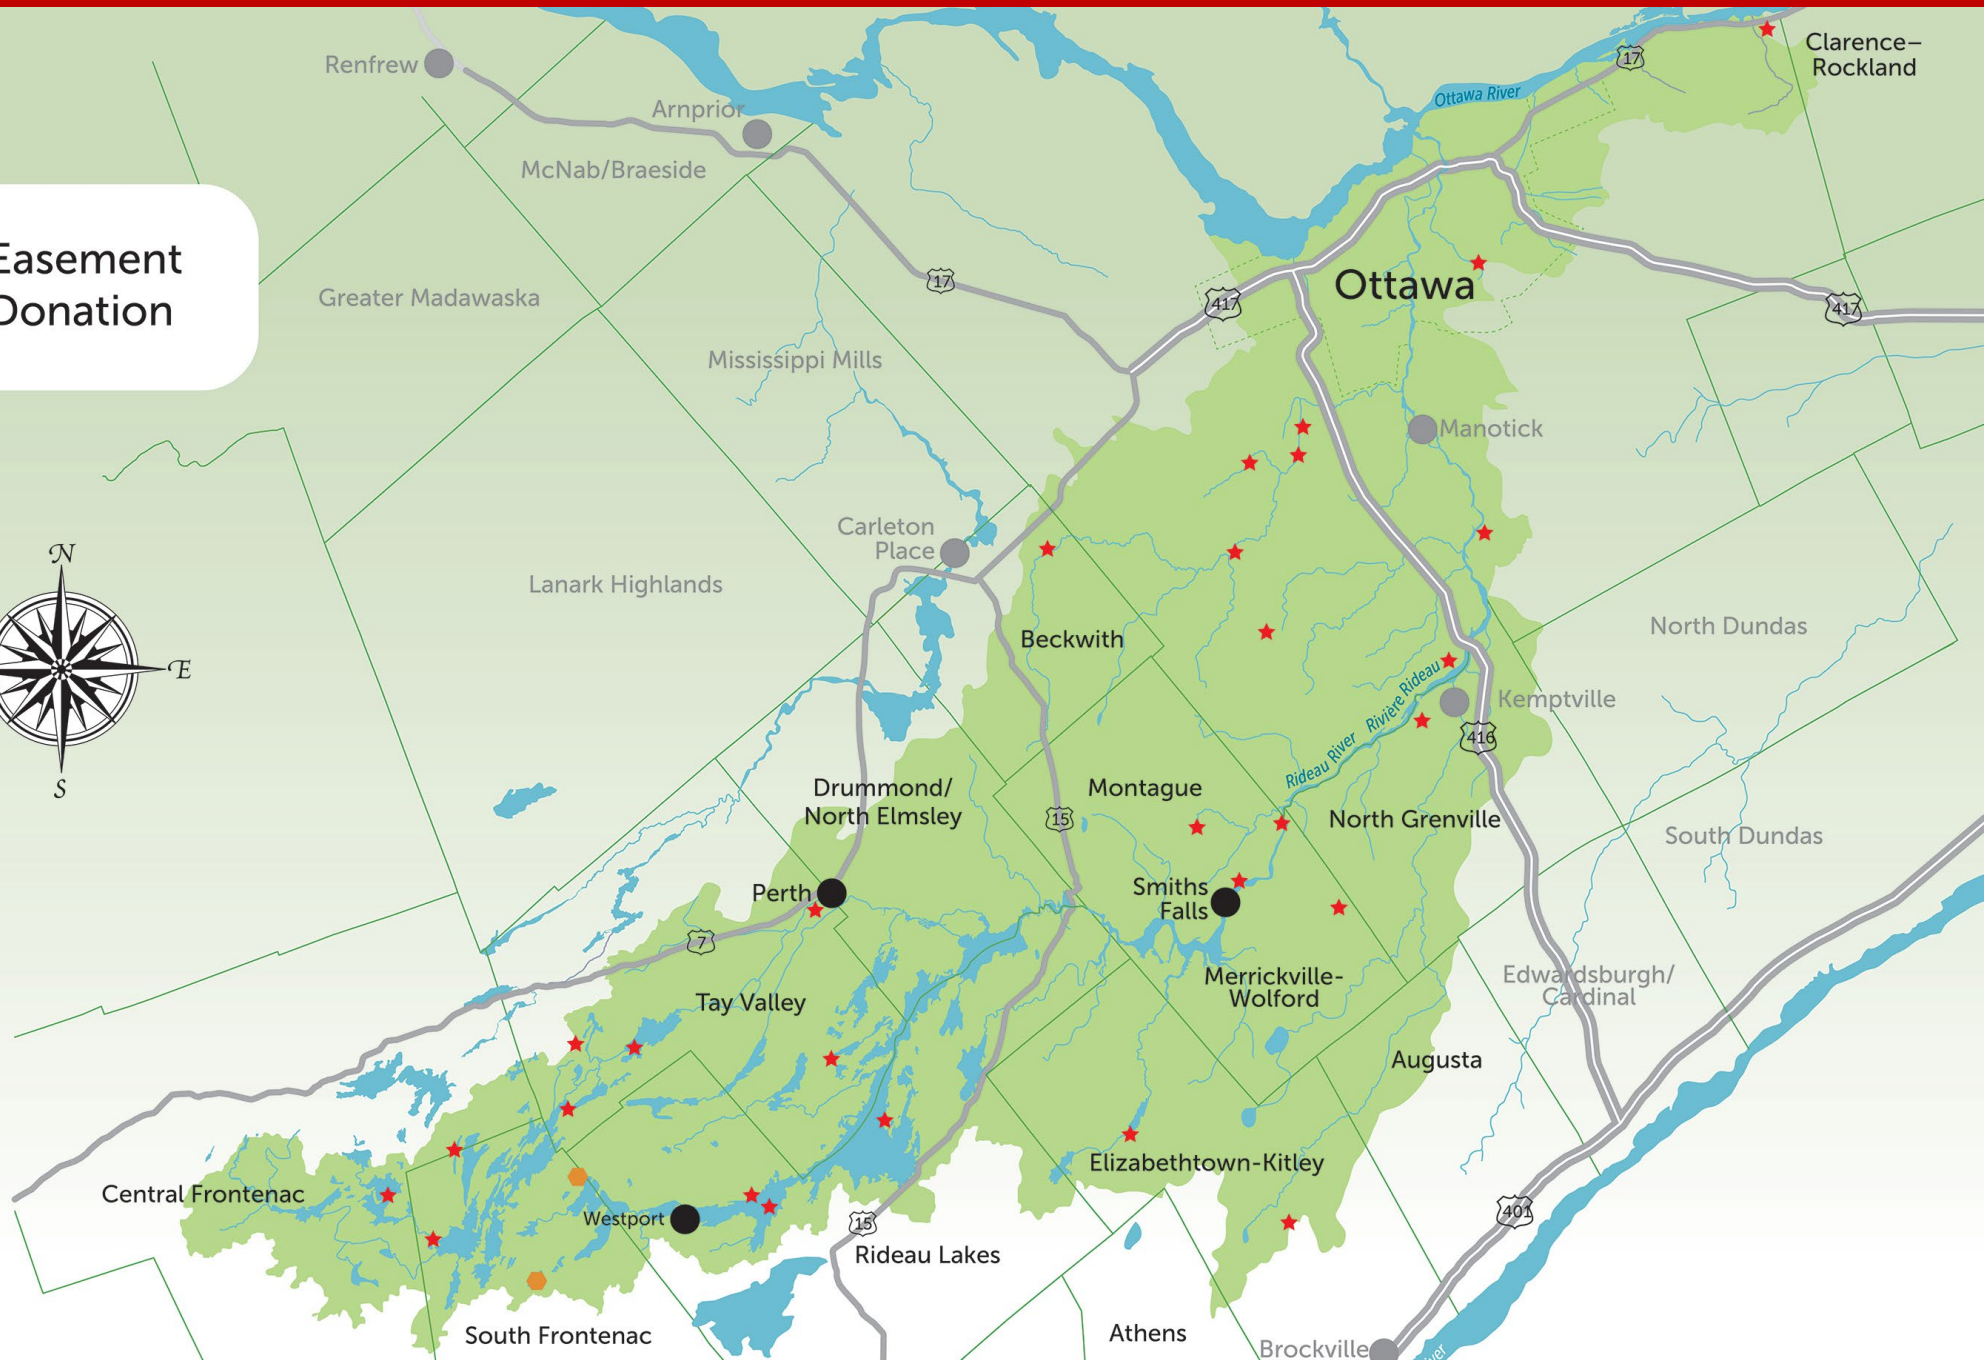 Clarence–
Rockland
17
Renfrew
Ottawa River
Arnprior
McNab/Braeside
Easement
Donation
17
Ottawa
Greater Madawaska
417
417
Mississippi Mills
Manotick
Carleton
Place
N
Lanark Highlands
North Dundas
Beckwith
E
Rivière Rideau
Kemptville
416
Rideau River
S
Drummond/
North Elmsley
Montague
15
North Grenville
South Dundas
Perth
Smiths
Falls
7
Merrickville-
Wolford
Edwardsburgh/
Cardinal
Tay Valley
Augusta
Elizabethtown-Kitley
Central Frontenac
Westport
15
401
Rideau Lakes
South Frontenac
Athens
Brockville